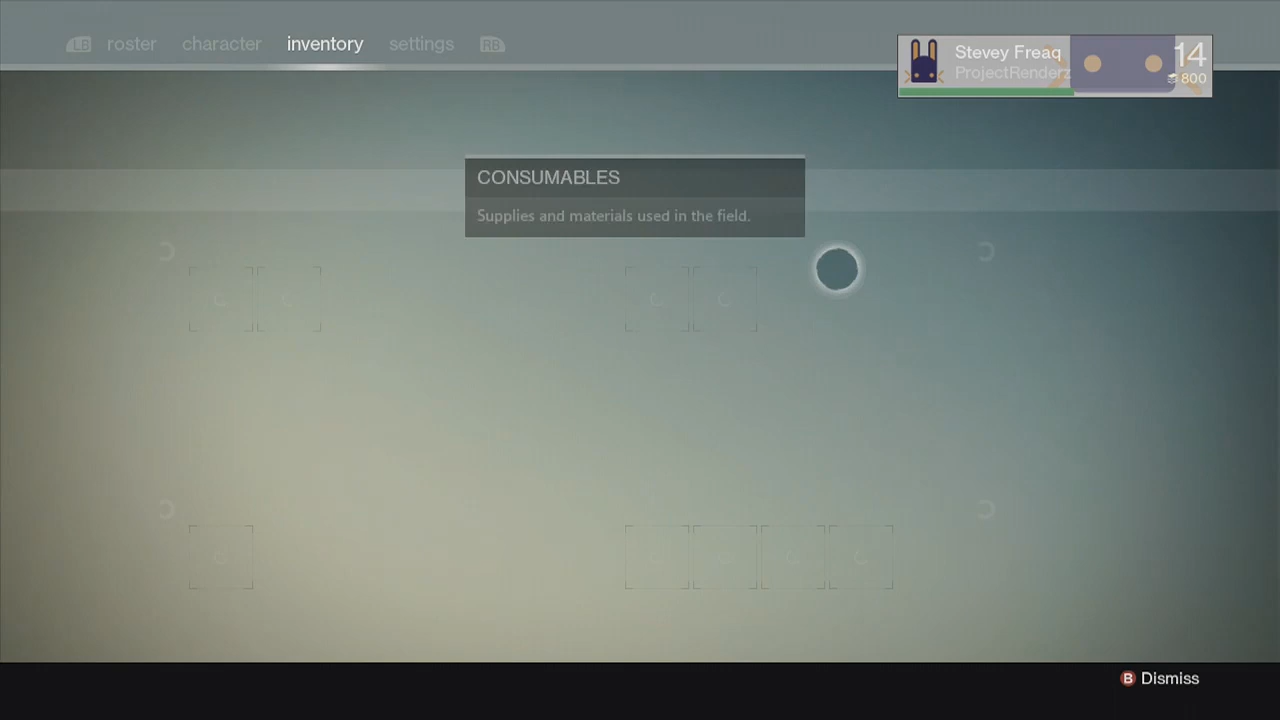 LB roster character inventory settings RB
Stevey Freaq
ProjectRenderz
14
800
CONSUMABLES
Supplies and materials used in the field.
B Dismiss